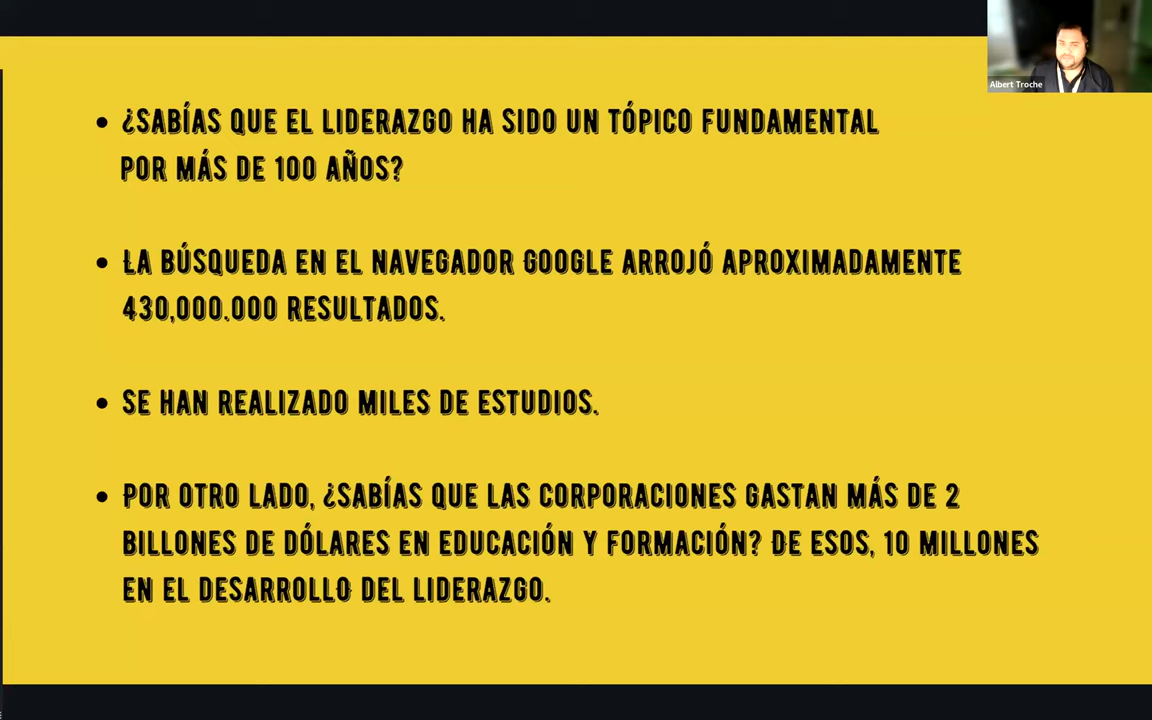 Albert Troche
• ¿SABÍAS QUE EL LIDERAZGO HA SIDO UN TÓPICO FUNDAMENTAL
POR MÁS DE 100 AÑOS?
• LA BÚSQUEDA EN EL NAVEGADOR GOOGLE ARROJÓ APROXIMADAMENTE
430,000.000 RESULTADOS.
• SE HAN REALIZADO MILES DE ESTUDIOS.
• POR OTRO LADO, ¿SABÍAS QUE LAS CORPORACIONES GASTAN MÁS DE 2
BILLONES DE DÓLARES EN EDUCACIÓN Y FORMACIÓN? DE ESOS, 10 MILLONES
EN EL DESARROLLO DEL LIDERAZGO.